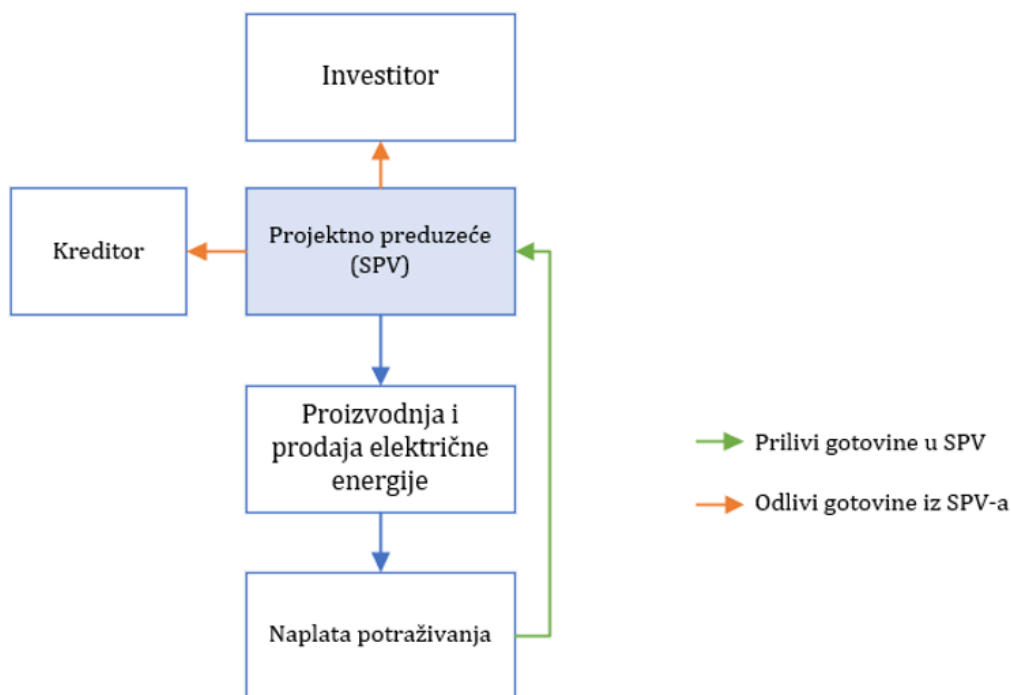 Investitor
Kreditor
Projektno preduzeće
(SPV)
Proizvodnja i
prodaja električne
energije
Prilivi gotovine u SPV
Odlivi gotovine iz SPV-a
Naplata potraživanja